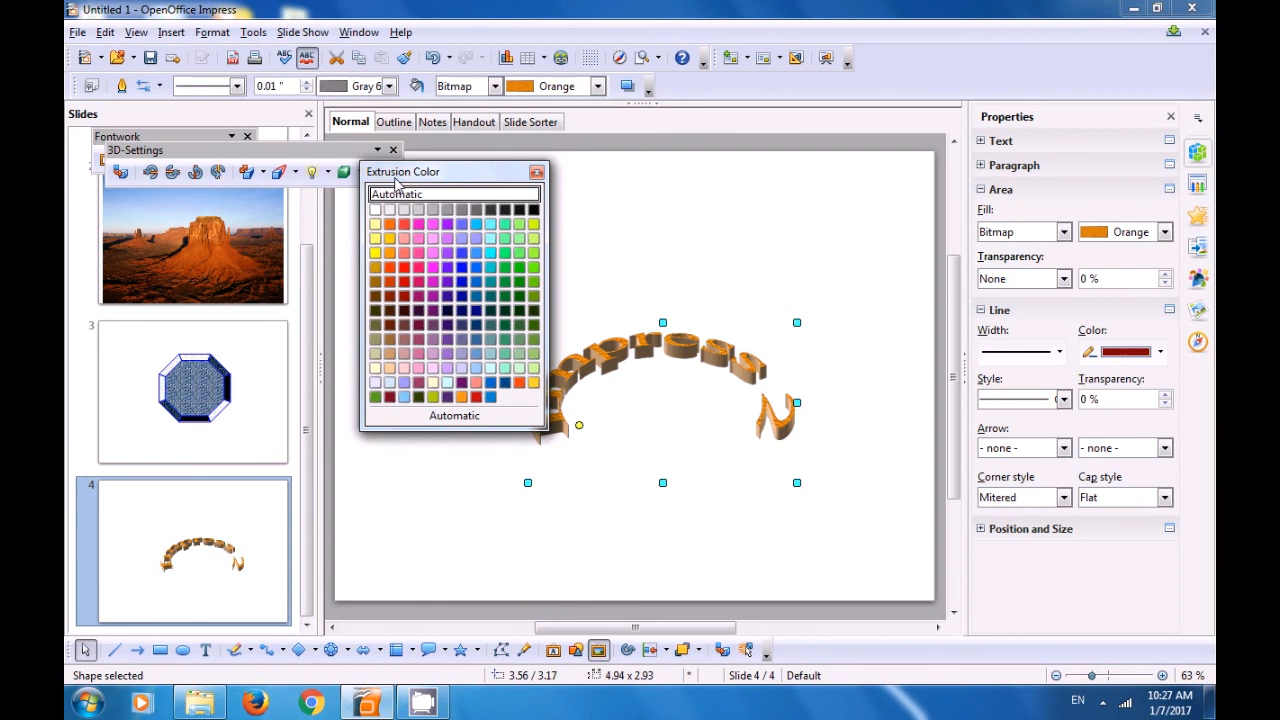 Untitled 1 - OpenOffice Impress
File Edit View Insert Format Tools Slide Show Window Help
0.01 " Gray 6 Bitmap Orange
Slides
Normal Outline Notes Handout Slide Sorter
Fontwork
3D-Settings
Extrusion Color
Automatic
Automatic
3
4
Properties
Text
Paragraph
Area
Fill:
Bitmap Orange
Transparency:
None 0 %
Line
Width: Color:
Style: Transparency:
0 %
Arrow:
- none - - none -
Corner style Cap style
Mitered Flat
Position and Size
Shape selected 3.56 / 3.17 4.94 x 2.93 * Slide 4 / 4 Default 63 %
EN 10:27 AM
1/7/2017